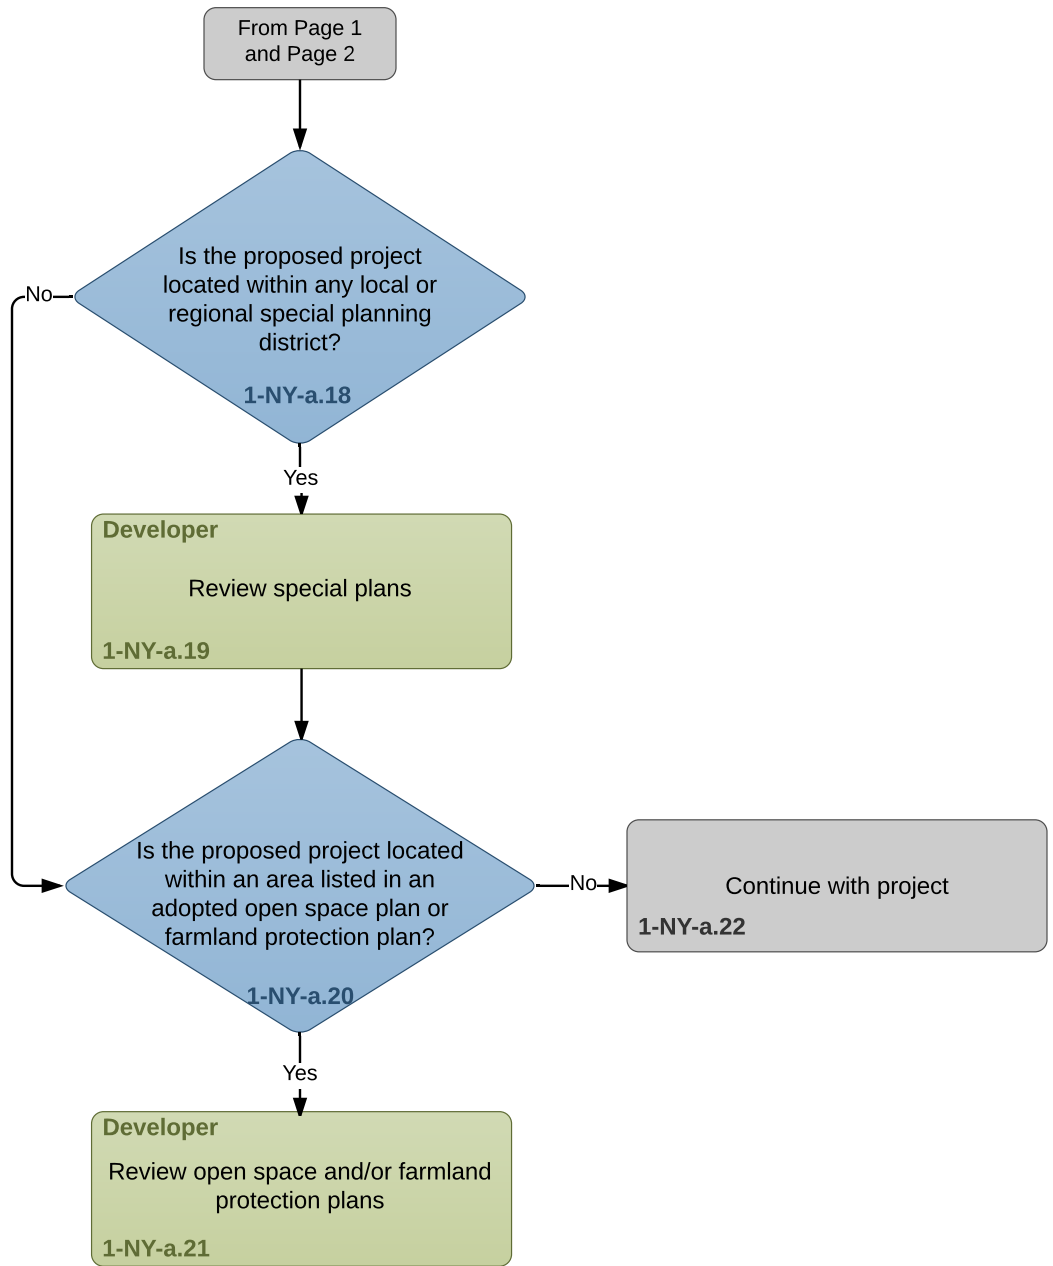 From Page 1
and Page 2
Is the proposed project
located within any local or
regional special planning
district?
1-NY-a.18
No
Yes
Developer
Review special plans
1-NY-a.19
Is the proposed project located
within an area listed in an
adopted open space plan or
farmland protection plan?
1-NY-a.20
No
Continue with project
1-NY-a.22
Yes
Developer
Review open space and/or farmland
protection plans
1-NY-a.21